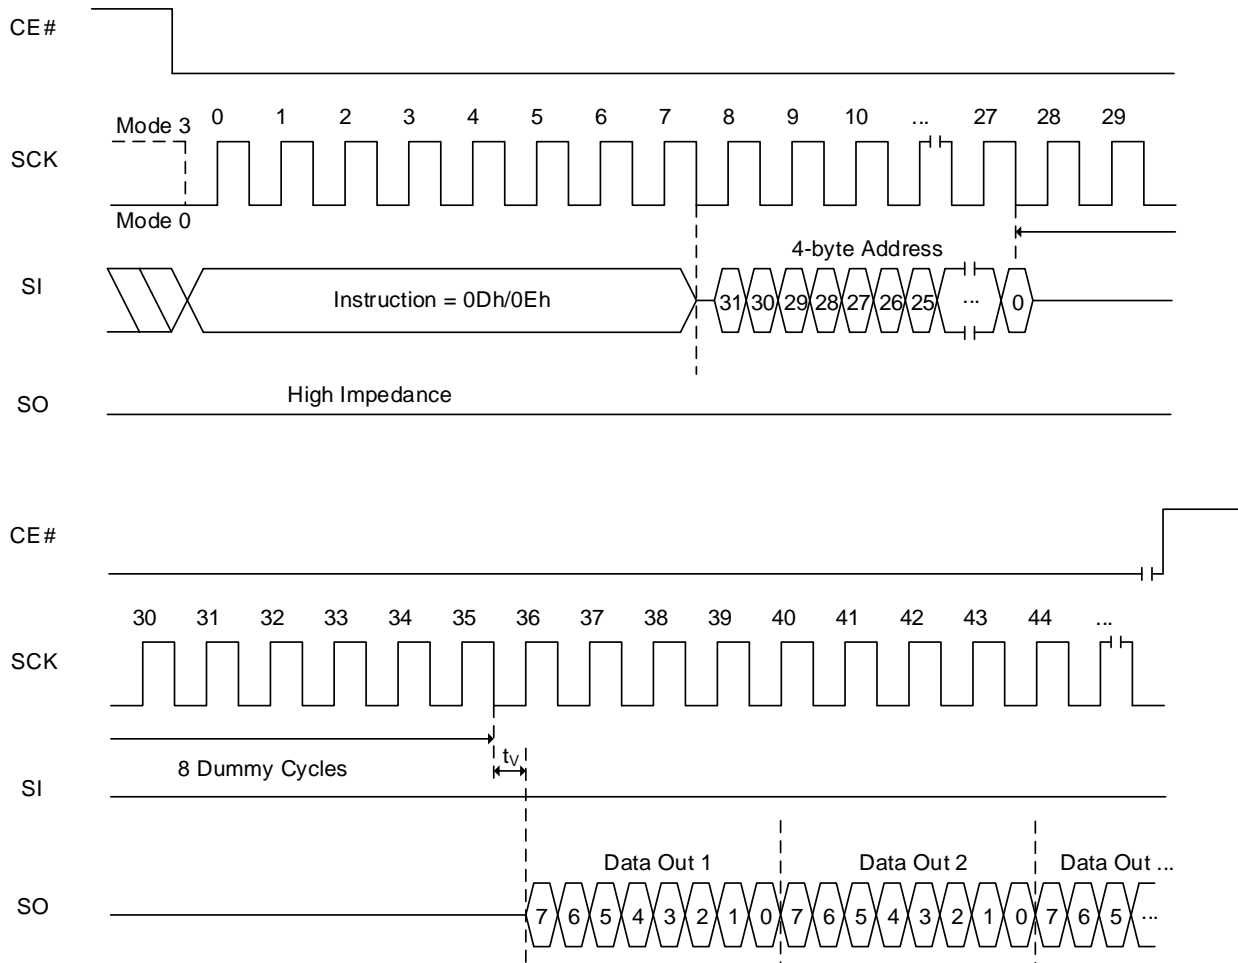 CE#
Mode 3
0 1 2 3 4 5 6 7 8 9 10 ... 27 28 29
SCK
Mode 0
4-byte Address
SI
Instruction = 0Dh/0Eh
31 30 29 28 27 26 25 ... 0
High Impedance
SO
CE#
30 31 32 33 34 35 36 37 38 39 40 41 42 43 44 ...
SCK
tV
8 Dummy Cycles
SI
Data Out 1 Data Out 2 Data Out ...
SO
7 6 5 4 3 2 1 0 7 6 5 4 3 2 1 0 7 6 5 ...